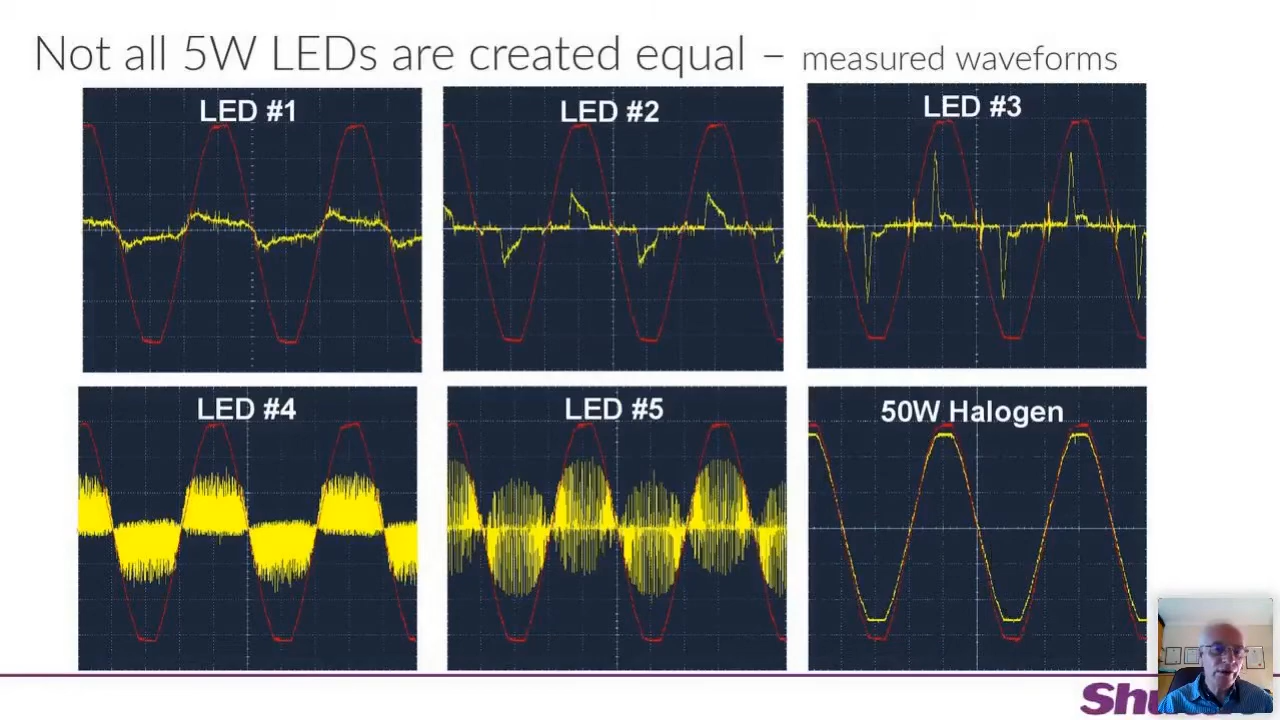 Not all 5W LEDs are created equal – measured waveforms
LED #1
LED #2
LED #3
LED #4
LED #5
50W Halogen